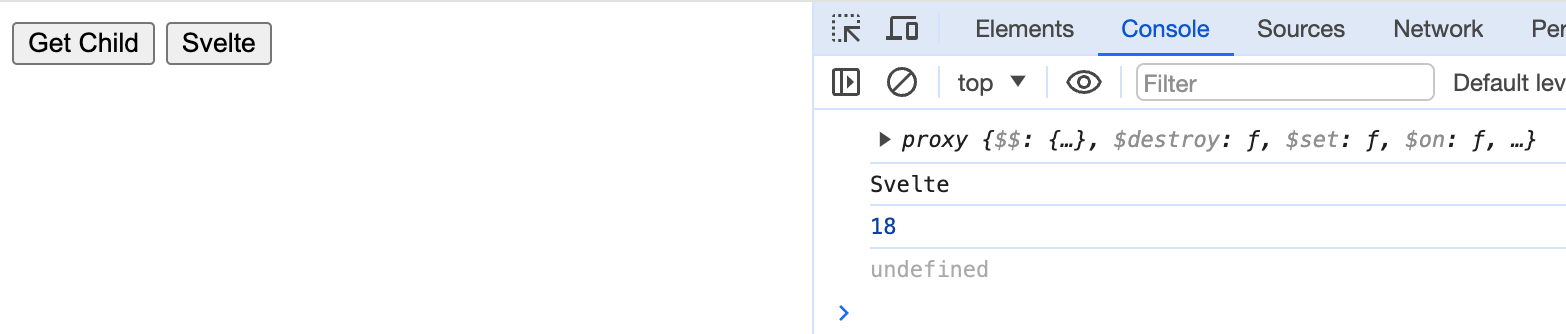 Get Child Svelte
Elements Console Sources Network Per
top Filter Default lev
proxy {$$: {…}, $destroy: f, $set: f, $on: f, …}
Svelte
18
undefined